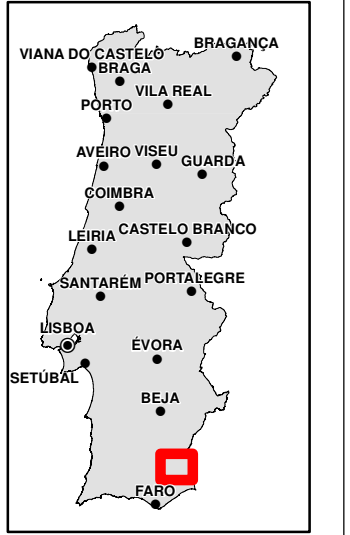 BRAGANÇA
VIANA DO CASTELO
BRAGA
VILA REAL
PORTO
AVEIRO
VISEU
GUARDA
COIMBRA
CASTELO BRANCO
LEIRIA
PORTALEGRE
SANTARÉM
LISBOA
ÉVORA
SETÚBAL
BEJA
FARO